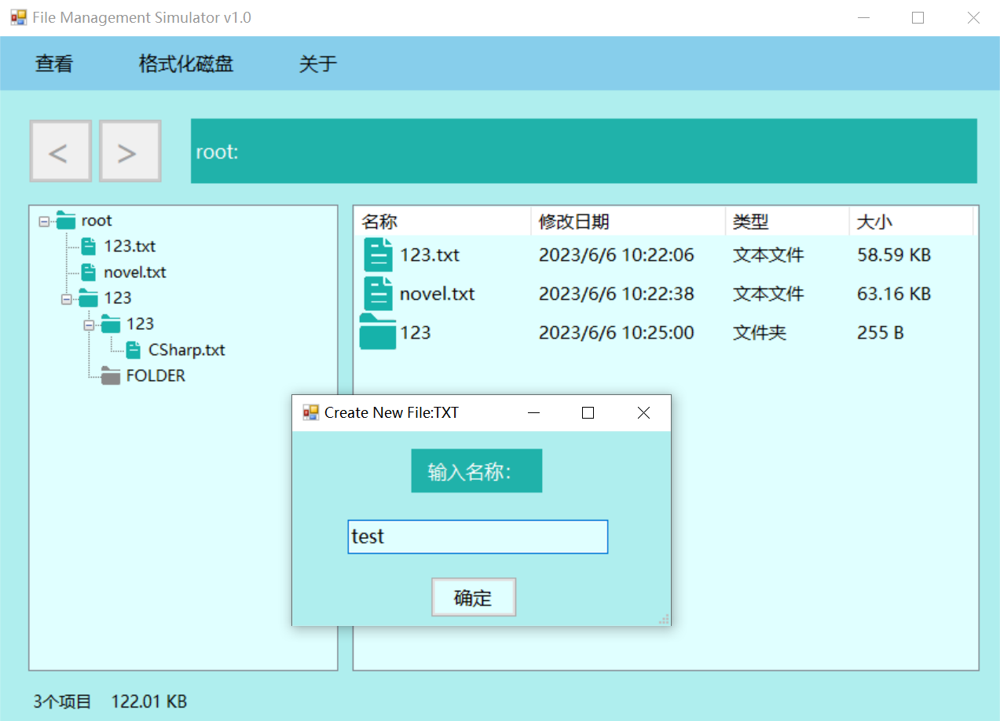 File Management Simulator v1.0
查看 格式化磁盘 关于
< > root:
root
123.txt
novel.txt
123
123
CSharp.txt
FOLDER
名称 修改日期 类型 大小
123.txt 2023/6/6 10:22:06 文本文件 58.59 KB
novel.txt 2023/6/6 10:22:38 文本文件 63.16 KB
123 2023/6/6 10:25:00 文件夹 255 B
Create New File:TXT
输入名称：
test
确定
3个项目 122.01 KB